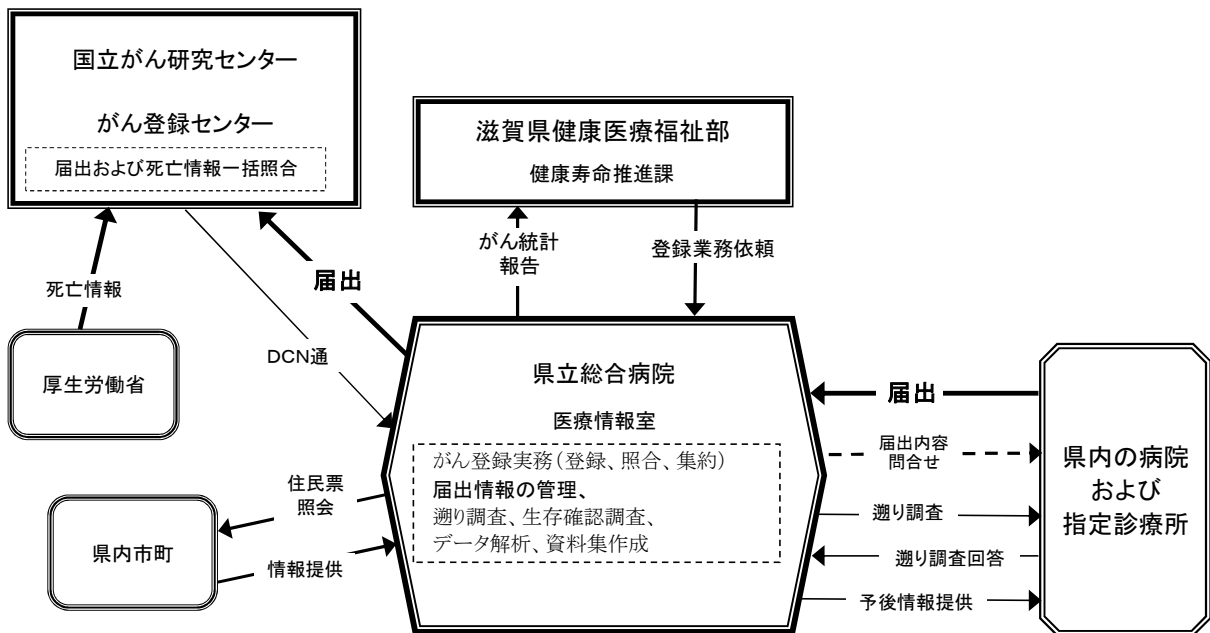 国立がん研究センター
がん登録センター
届出および死亡情報一括照合
滋賀県健康医療福祉部
健康寿命推進課
がん統計
報告
登録業務依頼
届出
死亡情報
DCN通
厚生労働省
県立総合病院
医療情報室
がん登録実務(登録、照合、集約)
届出情報の管理、
遡り調査、生存確認調査、
データ解析、資料集作成
届出
届出内容
問合せ
遡り調査
遡り調査回答
予後情報提供
県内の病院
および
指定診療所
住民票
照会
情報提供
県内市町